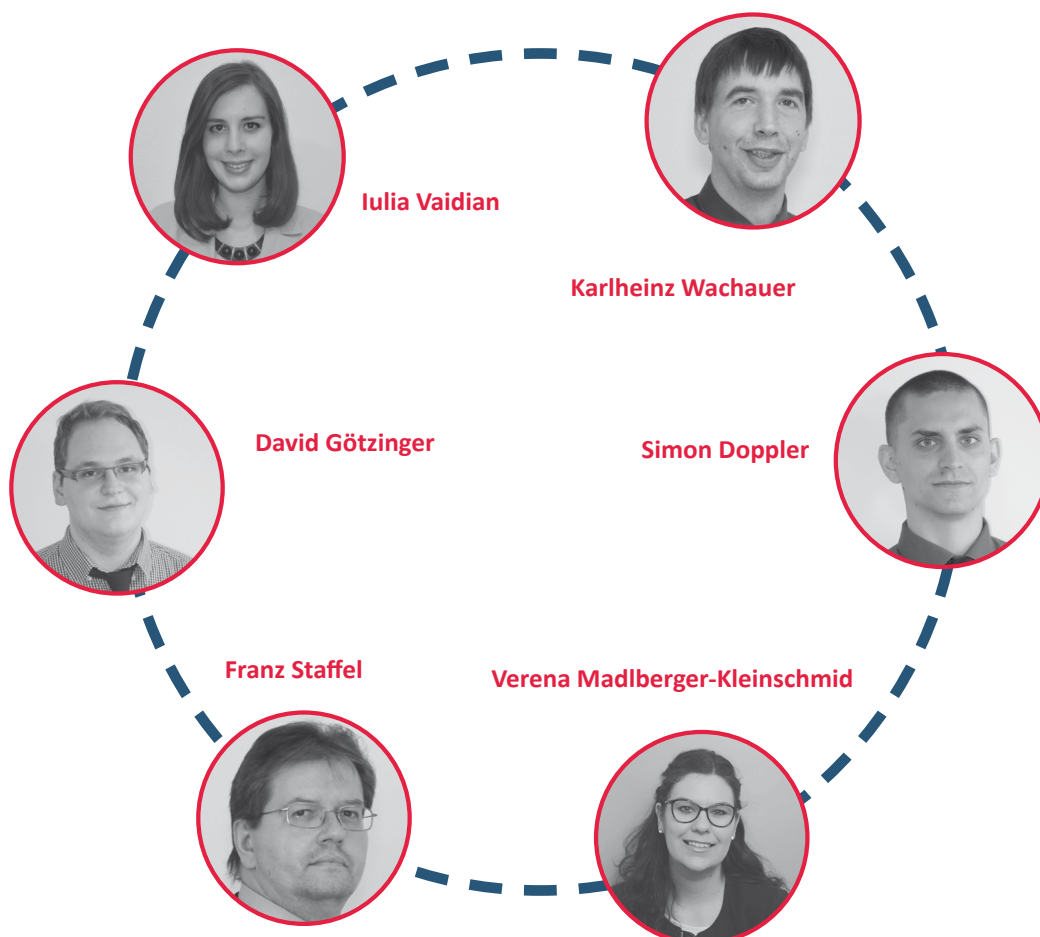 Iulia Vaidian
Karlheinz Wachauer
David Götzinger
Simon Doppler
Franz Staffel
Verena Madlberger-Kleinschmid